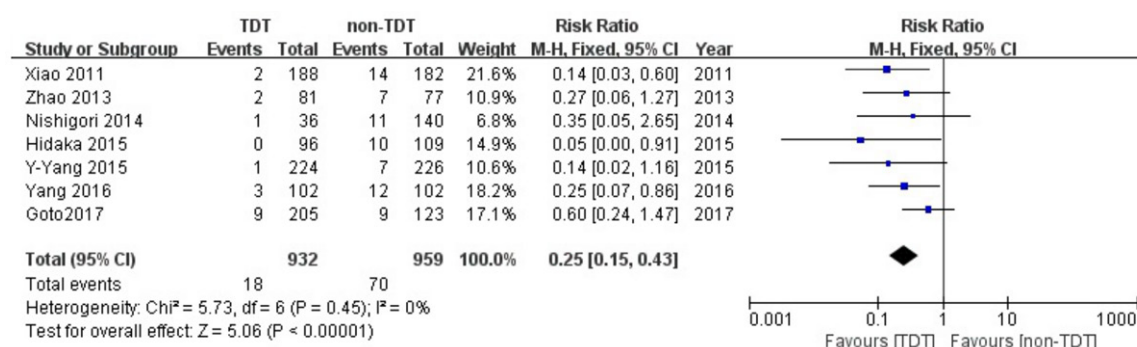 TDT non-TDT Risk Ratio Risk Ratio
Study or Subgroup Events Total Events Total Weight M-H, Fixed, 95% CI Year M-H, Fixed, 95% CI
Xiao 2011 2 188 14 182 21.6% 0.14 [0.03, 0.60] 2011
Zhao 2013 2 81 7 77 10.9% 0.27 [0.06, 1.27] 2013
Nishigori 2014 1 36 11 140 6.8% 0.35 [0.05, 2.65] 2014
Hidaka 2015 0 96 10 109 14.9% 0.05 [0.00, 0.91] 2015
Y-Yang 2015 1 224 7 226 10.6% 0.14 [0.02, 1.16] 2015
Yang 2016 3 102 12 102 18.2% 0.25 [0.07, 0.86] 2016
Goto2017 9 205 9 123 17.1% 0.60 [0.24, 1.47] 2017
Total (95% CI) 932 959 100.0% 0.25 [0.15, 0.43]
Total events 18 70
Heterogeneity: Chi² = 5.73, df = 6 (P = 0.45); I² = 0%
Test for overall effect: Z = 5.06 (P < 0.00001)
0.001 0.1 1 10 1000
Favours [TDT] Favours [non-TDT]